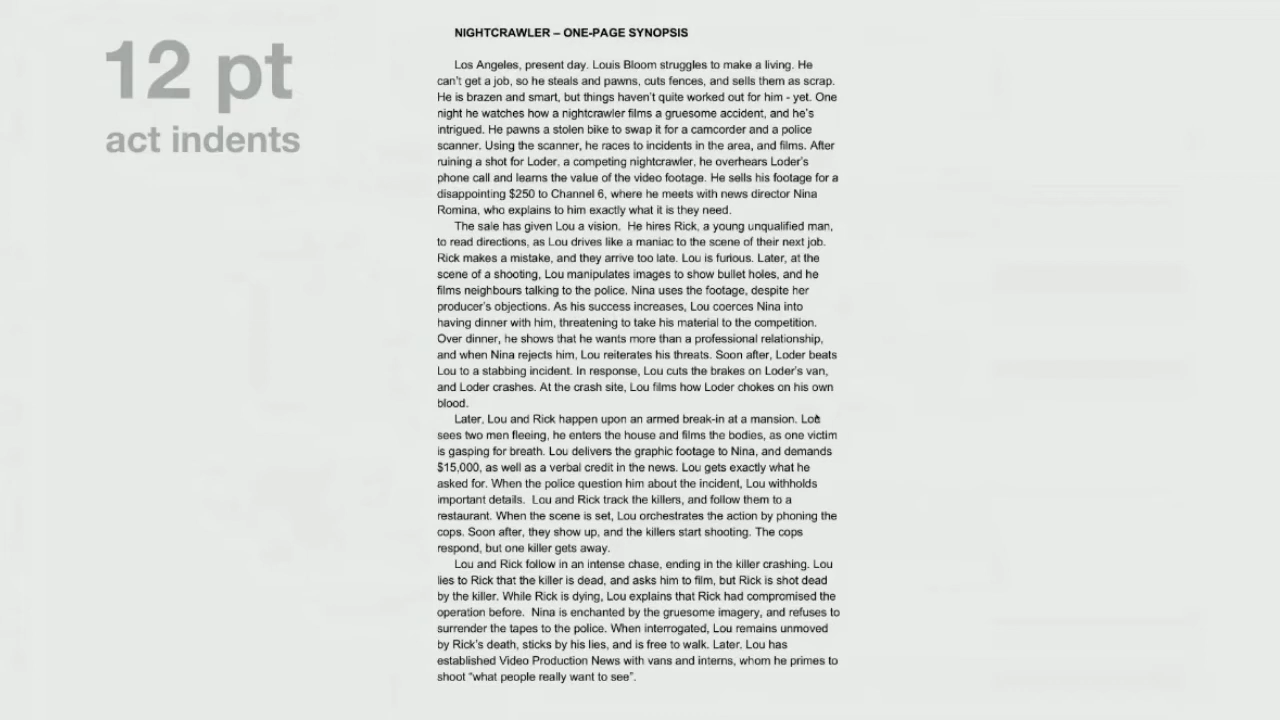 12 pt
act indents
NIGHTCRAWLER – ONE-PAGE SYNOPSIS
Los Angeles, present day. Louis Bloom struggles to make a living. He
can't get a job, so he steals and pawns, cuts fences, and sells them as scrap.
He is brazen and smart, but things haven't quite worked out for him - yet. One
night he watches how a nightcrawler films a gruesome accident, and he's
intrigued. He pawns a stolen bike to swap it for a camcorder and a police
scanner. Using the scanner, he races to incidents in the area, and films. After
ruining a shot for Loder, a competing nightcrawler, he overhears Loder's
phone call and learns the value of the video footage. He sells his footage for a
disappointing $250 to Channel 6, where he meets with news director Nina
Romina, who explains to him exactly what it is they need.
The sale has given Lou a vision.  He hires Rick, a young unqualified man,
to read directions, as Lou drives like a maniac to the scene of their next job.
Rick makes a mistake, and they arrive too late. Lou is furious. Later, at the
scene of a shooting, Lou manipulates images to show bullet holes, and he
films neighbours talking to the police. Nina uses the footage, despite her
producer's objections. As his success increases, Lou coerces Nina into
having dinner with him, threatening to take his material to the competition.
Over dinner, he shows that he wants more than a professional relationship,
and when Nina rejects him, Lou reiterates his threats. Soon after, Loder beats
Lou to a stabbing incident. In response, Lou cuts the brakes on Loder's van,
and Loder crashes. At the crash site, Lou films how Loder chokes on his own
blood.
Later, Lou and Rick happen upon an armed break-in at a mansion. Lou
sees two men fleeing, he enters the house and films the bodies, as one victim
is gasping for breath. Lou delivers the graphic footage to Nina, and demands
$15,000, as well as a verbal credit in the news. Lou gets exactly what he
asked for. When the police question him about the incident, Lou withholds
important details.  Lou and Rick track the killers, and follow them to a
restaurant. When the scene is set, Lou orchestrates the action by phoning the
cops. Soon after, they show up, and the killers start shooting. The cops
respond, but one killer gets away.
Lou and Rick follow in an intense chase, ending in the killer crashing. Lou
lies to Rick that the killer is dead, and asks him to film, but Rick is shot dead
by the killer. While Rick is dying, Lou explains that Rick had compromised the
operation before.  Nina is enchanted by the gruesome imagery, and refuses to
surrender the tapes to the police. When interrogated, Lou remains unmoved
by Rick's death, sticks by his lies, and is free to walk. Later, Lou has
established Video Production News with vans and interns, whom he primes to
shoot “what people really want to see”.